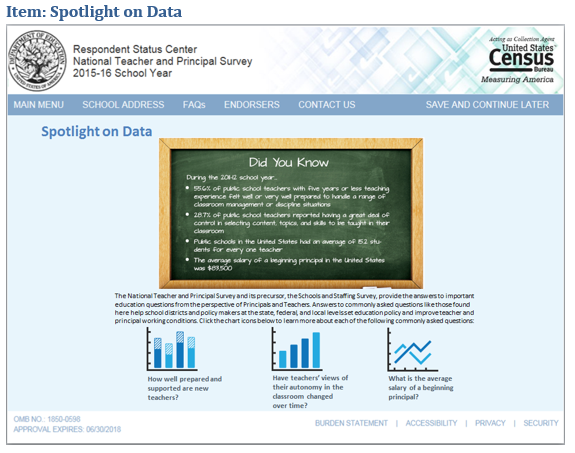 Item: Spotlight on Data
DEPARTMENT OF EDUCATION
UNITED STATES OF AMERICA
Respondent Status Center
National Teacher and Principal Survey
2015-16 School Year
Acting as Collection Agent
United States™
Census
Bureau
Measuring America
MAIN MENU SCHOOL ADDRESS FAQs ENDORSERS CONTACT US SAVE AND CONTINUE LATER
Spotlight on Data
Did You Know
During the 2011-12 school year...
• 55.6% of public school teachers with five years or less teaching
experience felt well or very well prepared to handle a range of
classroom management or discipline situations
• 28.7% of public school teachers reported having a great deal of
control in selecting content, topics, and skills to be taught in their
classroom
• Public schools in the United States had an average of 15.2 stu-
dents for every one teacher
• The average salary of a beginning principal in the United States
was $83,500
The National Teacher and Principal Survey and its precursor, the Schools and Staffing Survey, provide the answers to important
education questions from the perspective of Principals and Teachers. Answers to commonly asked questions like those found
here help school districts and policy makers at the state, federal, and local levels set education policy and improve teacher and
principal working conditions. Click the chart icons below to learn more about each of the following commonly asked questions:
How well prepared and
supported are new
teachers?
Have teachers' views of
their autonomy in the
classroom changed
over time?
What is the average
salary of a beginning
principal?
OMB NO.: 1850-0598
APPROVAL EXPIRES: 06/30/2018
BURDEN STATEMENT | ACCESSIBILITY | PRIVACY | SECURITY